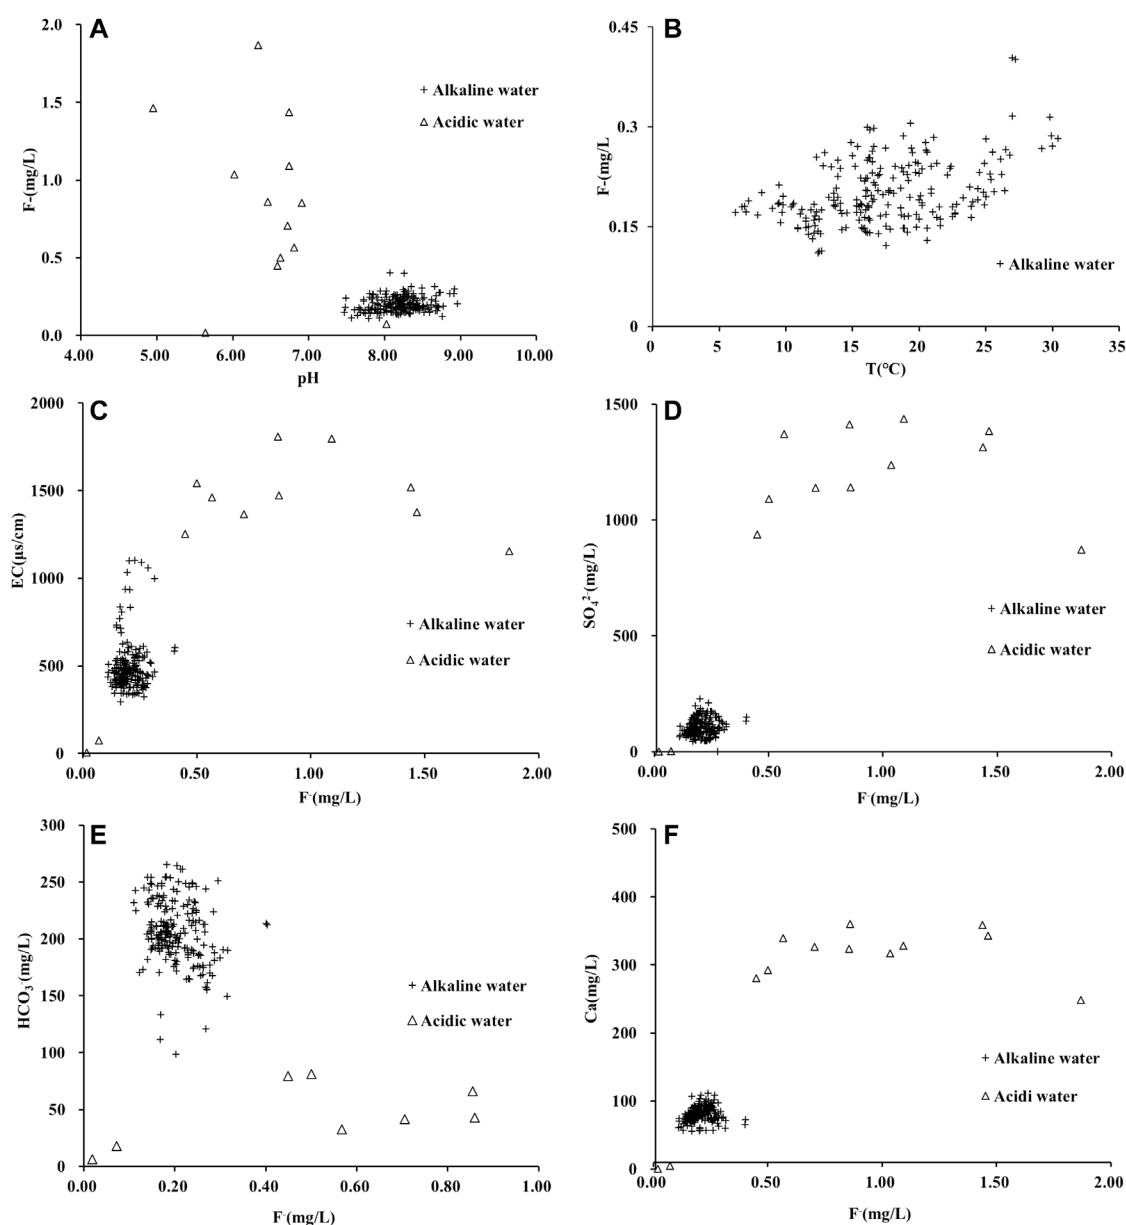 A
2.0
1.5
1.0
0.5
0.0
F-(mg/L)
4.00 5.00 6.00 7.00 8.00 9.00 10.00
pH
Alkaline water
Acidic water
B
0.45
0.3
0.15
0
F-(mg/L
0 5 10 15 20 25 30 35
T(°C)
Alkaline water
C
2000
1500
1000
500
0
EC(μs/cm)
0.00 0.50 1.00 1.50 2.00
F-(mg/L)
Alkaline water
Acidic water
D
1500
1000
500
0
SO₄²⁻(mg/L)
0.00 0.50 1.00 1.50 2.00
F-(mg/L)
Alkaline water
Acidic water
E
300
250
200
150
100
50
0
HCO₃⁻(mg/L)
0.00 0.20 0.40 0.60 0.80 1.00
F-(mg/L)
Alkaline water
Acidic water
F
500
400
300
200
100
0
Ca(mg/L)
0.00 0.50 1.00 1.50 2.00
F-(mg/L)
Alkaline water
Acidi water